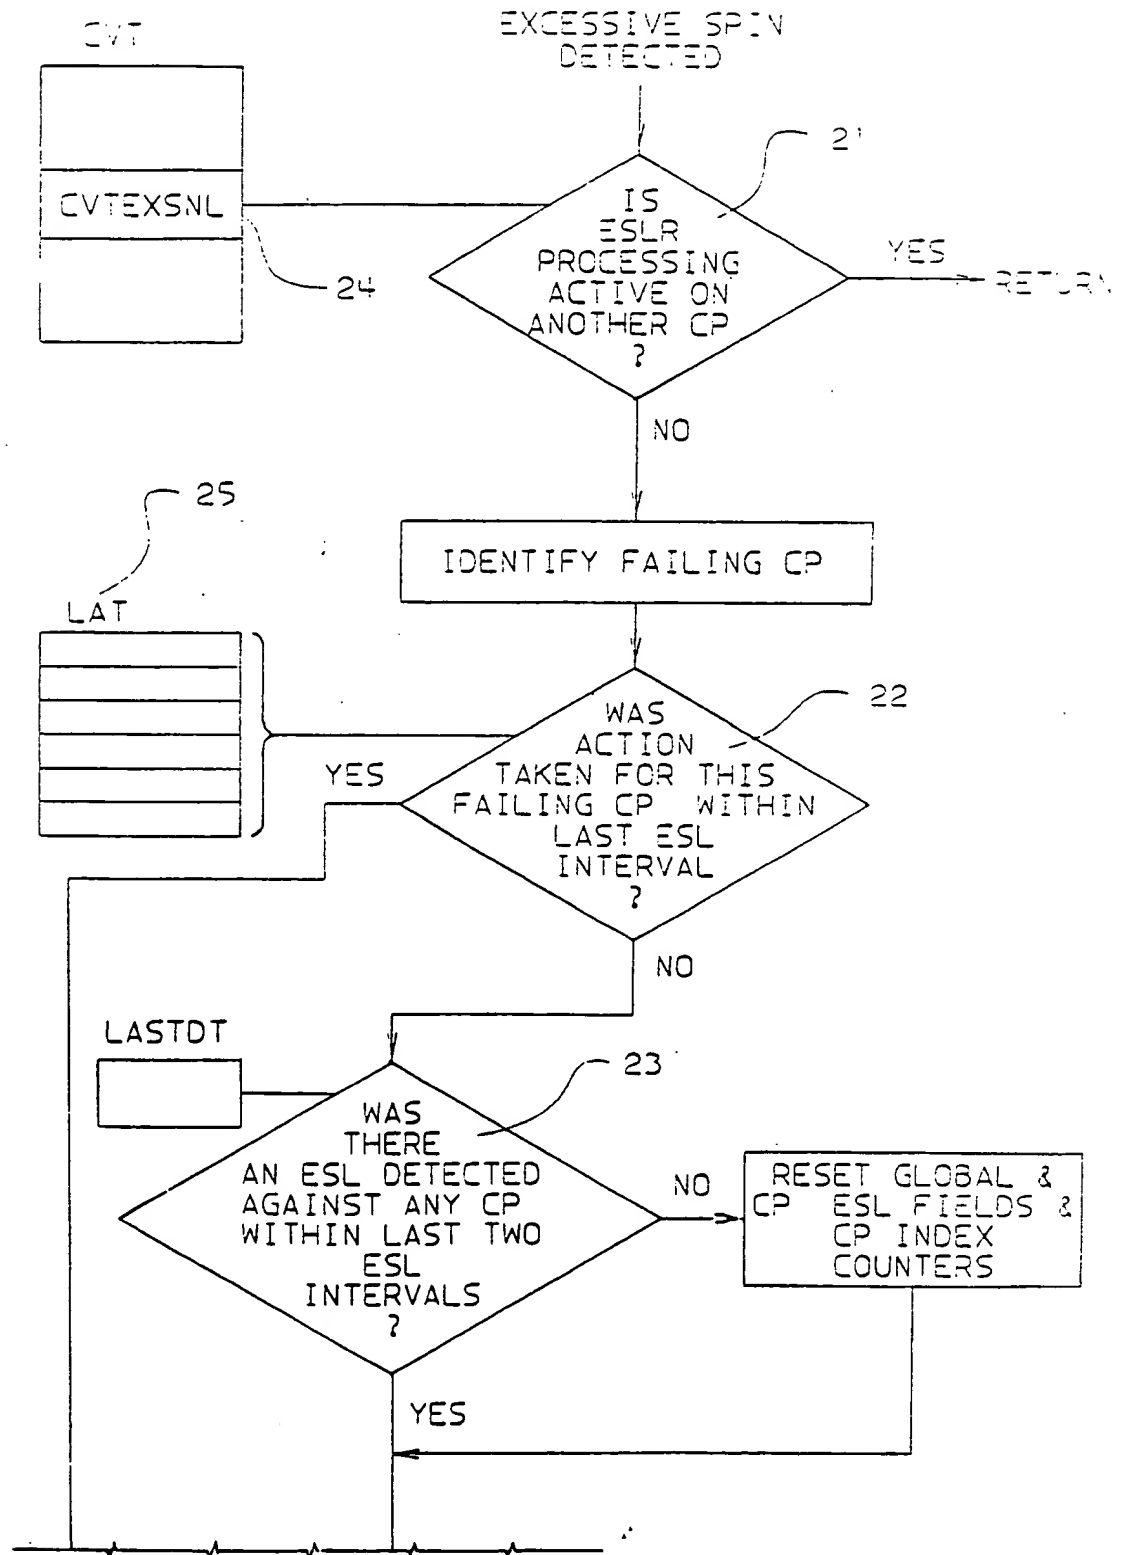 CVT
EXCESSIVE SPIN
DETECTED
21
CVTEXSNL
24
IS
ESLR
PROCESSING
ACTIVE ON
ANOTHER CP
?
YES
RETURN
NO
25
IDENTIFY FAILING CP
LAT
22
WAS
ACTION
TAKEN FOR THIS
FAILING CP WITHIN
LAST ESL
INTERVAL
?
YES
NO
LASTDT
23
WAS
THERE
AN ESL DETECTED
AGAINST ANY CP
WITHIN LAST TWO
ESL
INTERVALS
?
NO
RESET GLOBAL &
CP ESL FIELDS &
CP INDEX
COUNTERS
YES